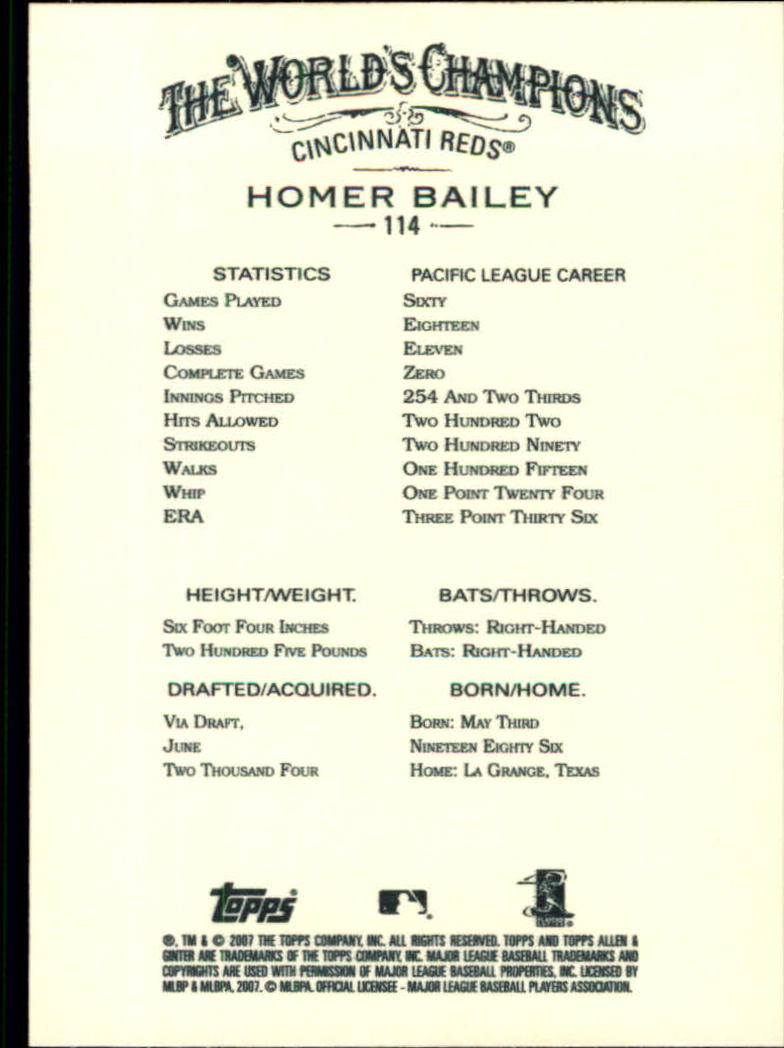 THE WORLD'S CHAMPIONS
CINCINNATI REDS®
HOMER BAILEY
114
STATISTICS PACIFIC LEAGUE CAREER
GAMES PLAYED SIXTY
WINS EIGHTEEN
LOSSES ELEVEN
COMPLETE GAMES ZERO
INNINGS PITCHED 254 AND TWO THIRDS
HITS ALLOWED TWO HUNDRED TWO
STRIKEOUTS TWO HUNDRED NINETY
WALKS ONE HUNDRED FIFTEEN
WHIP ONE POINT TWENTY FOUR
ERA THREE POINT THIRTY SIX
HEIGHT/WEIGHT. BATS/THROWS.
SIX FOOT FOUR INCHES THROWS: RIGHT-HANDED
TWO HUNDRED FIVE POUNDS BATS: RIGHT-HANDED
DRAFTED/ACQUIRED. BORN/HOME.
VIA DRAFT, BORN: MAY THIRD
JUNE NINETEEN EIGHTY SIX
TWO THOUSAND FOUR HOME: LA GRANGE, TEXAS
topps®
®, TM & © 2007 THE TOPPS COMPANY, INC. ALL RIGHTS RESERVED. TOPPS AND TOPPS ALLEN &
GINTER ARE TRADEMARKS OF THE TOPPS COMPANY, INC. MAJOR LEAGUE BASEBALL TRADEMARKS AND
COPYRIGHTS ARE USED WITH PERMISSION OF MAJOR LEAGUE BASEBALL PROPERTIES, INC. LICENSED BY
MLBP & MLBPA, 2007. © MLBPA. OFFICIAL LICENSEE - MAJOR LEAGUE BASEBALL PLAYERS ASSOCIATION.